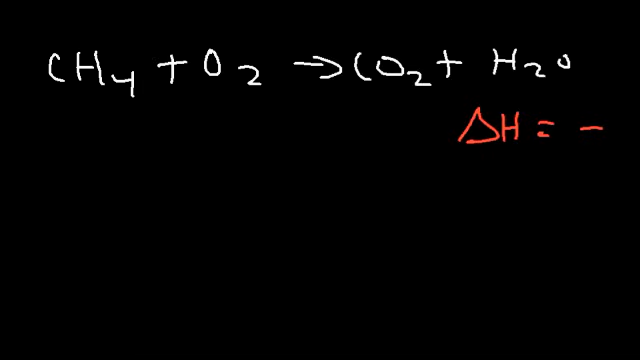 CH4 + O2 → CO2 + H2O
ΔH = -